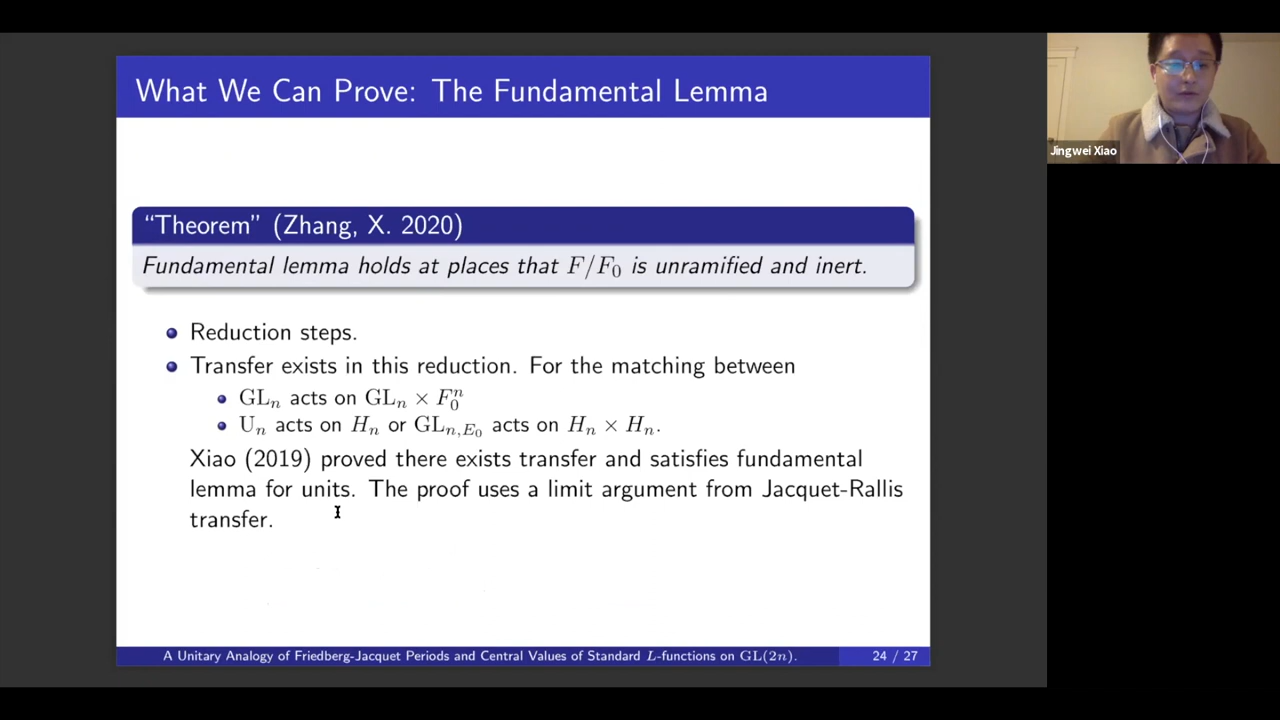 What We Can Prove: The Fundamental Lemma
Jingwei Xiao
“Theorem” (Zhang, X. 2020)
Fundamental lemma holds at places that F/F₀ is unramified and inert.
Reduction steps.
Transfer exists in this reduction. For the matching between
GLₙ acts on GLₙ × F₀ⁿ
Uₙ acts on Hₙ or GL_{n,E₀} acts on Hₙ × Hₙ.
Xiao (2019) proved there exists transfer and satisfies fundamental
lemma for units. The proof uses a limit argument from Jacquet-Rallis
transfer.
A Unitary Analogy of Friedberg-Jacquet Periods and Central Values of Standard L-functions on GL(2n).
24 / 27